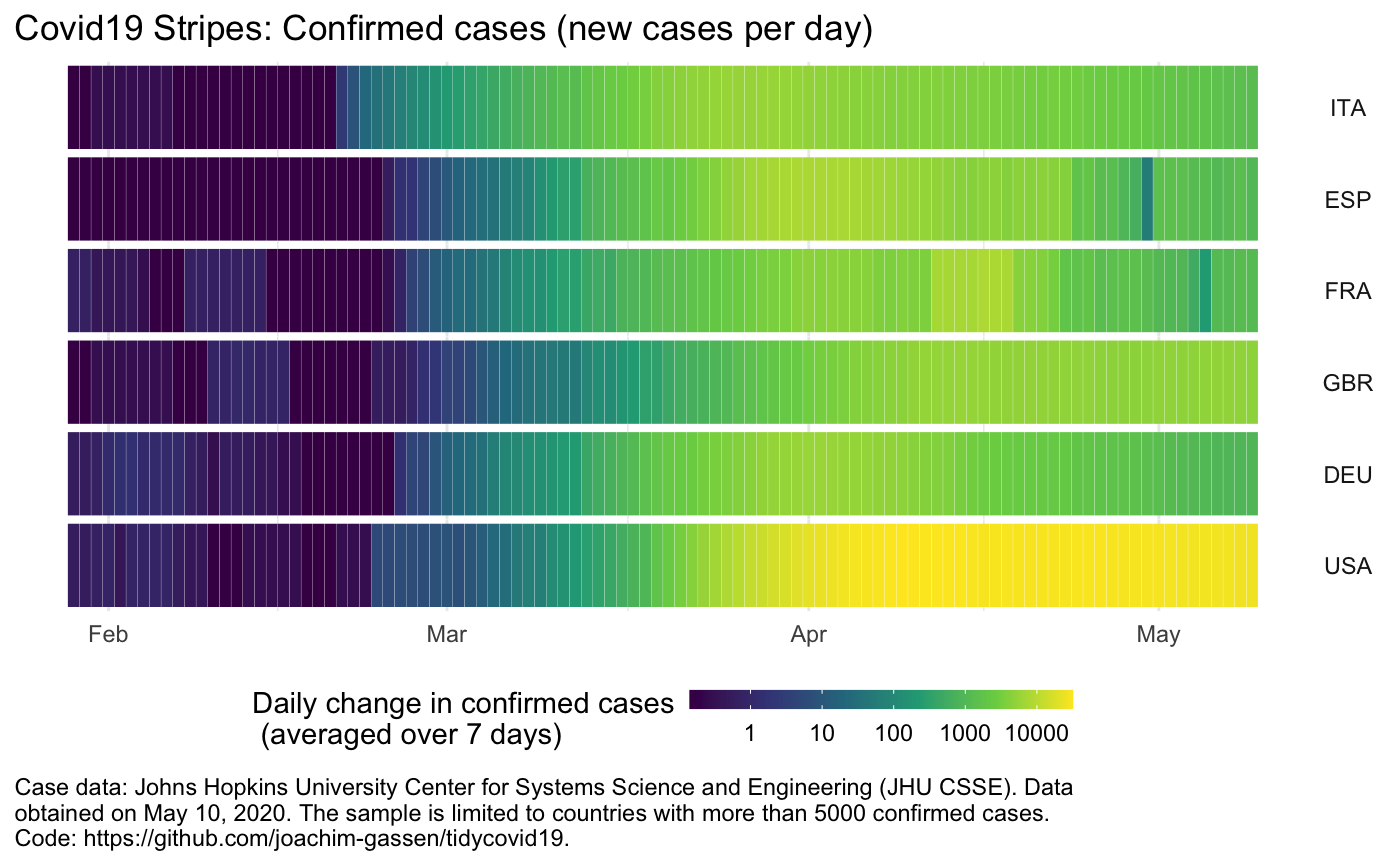 Covid19 Stripes: Confirmed cases (new cases per day)
ITA
ESP
FRA
GBR
DEU
USA
Feb Mar Apr May
Daily change in confirmed cases
(averaged over 7 days)
1 10 100 1000 10000
Case data: Johns Hopkins University Center for Systems Science and Engineering (JHU CSSE). Data
obtained on May 10, 2020. The sample is limited to countries with more than 5000 confirmed cases.
Code: https://github.com/joachim-gassen/tidycovid19.